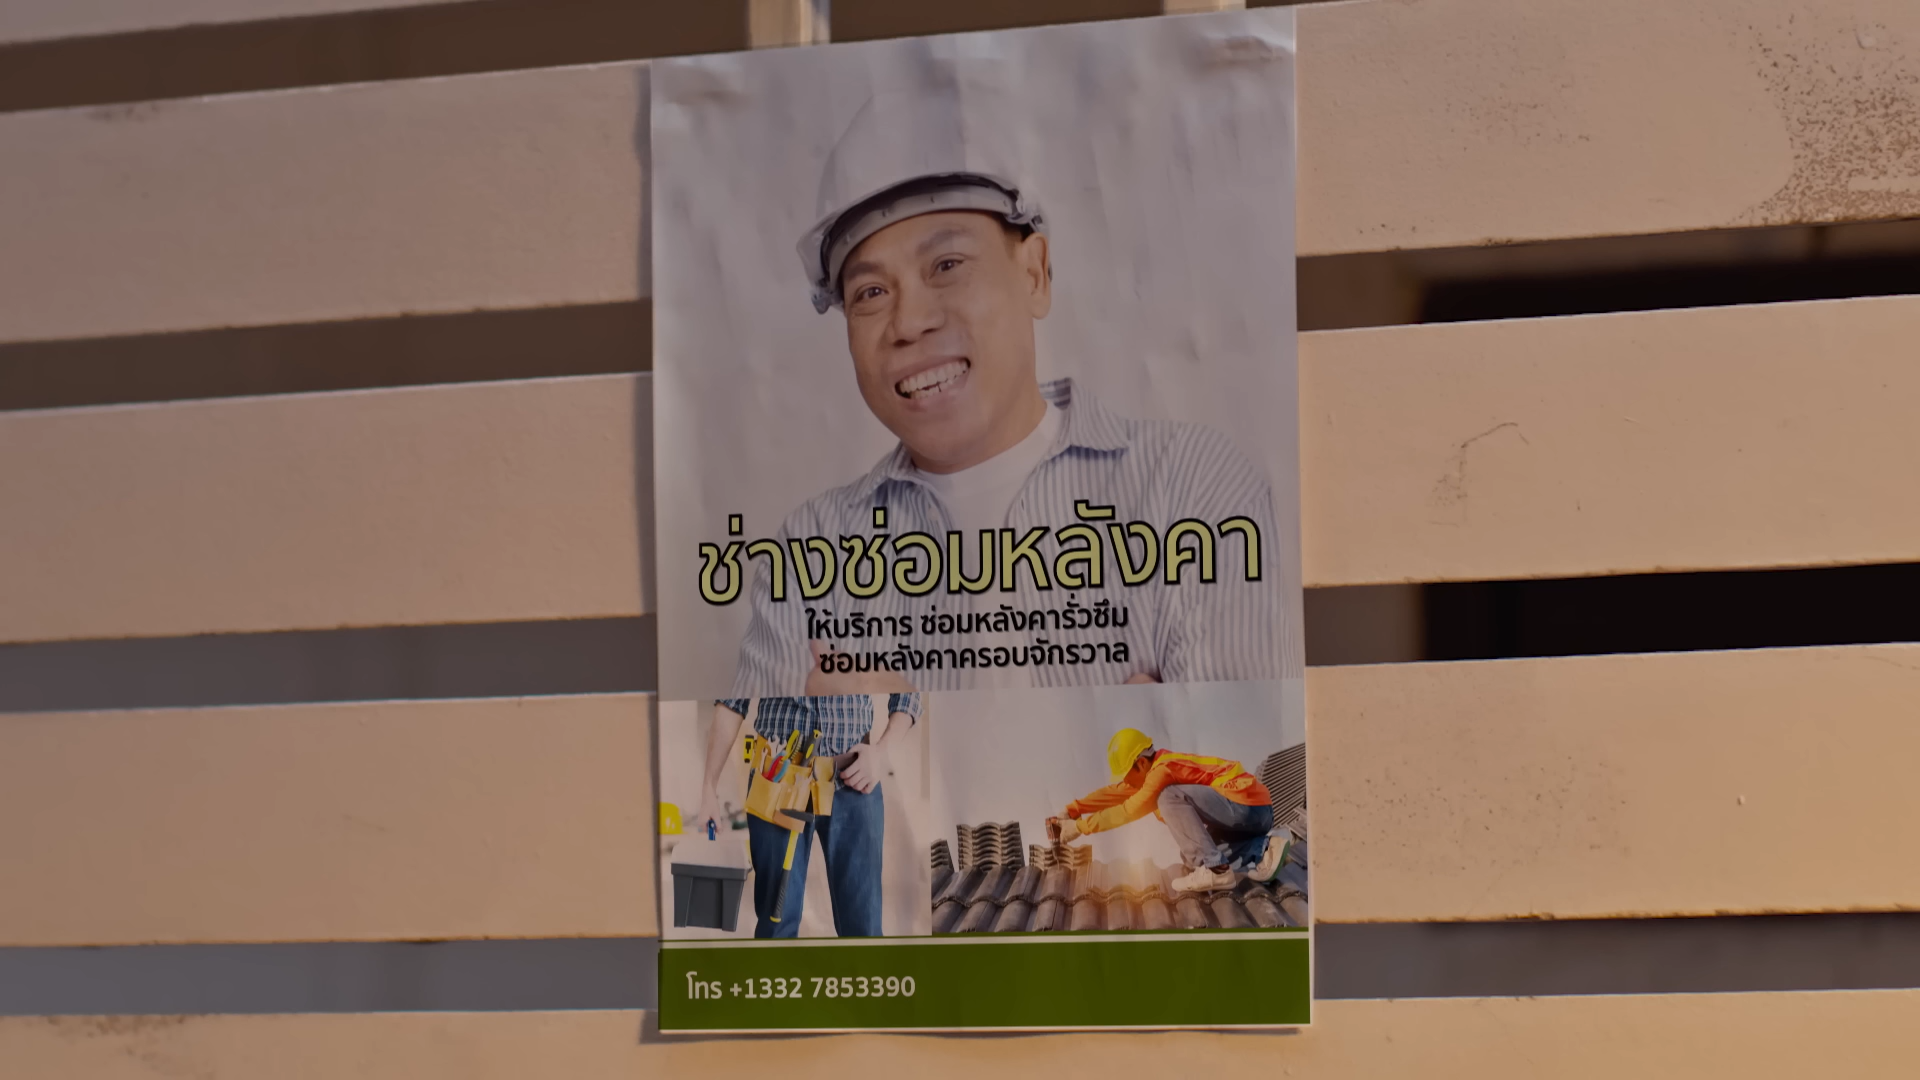 ช่างซ่อมหลังคา
ให้บริการ ซ่อมหลังคารั่วซึม
ซ่อมหลังคาครอบจักรวาล
โทร +1332 7853390